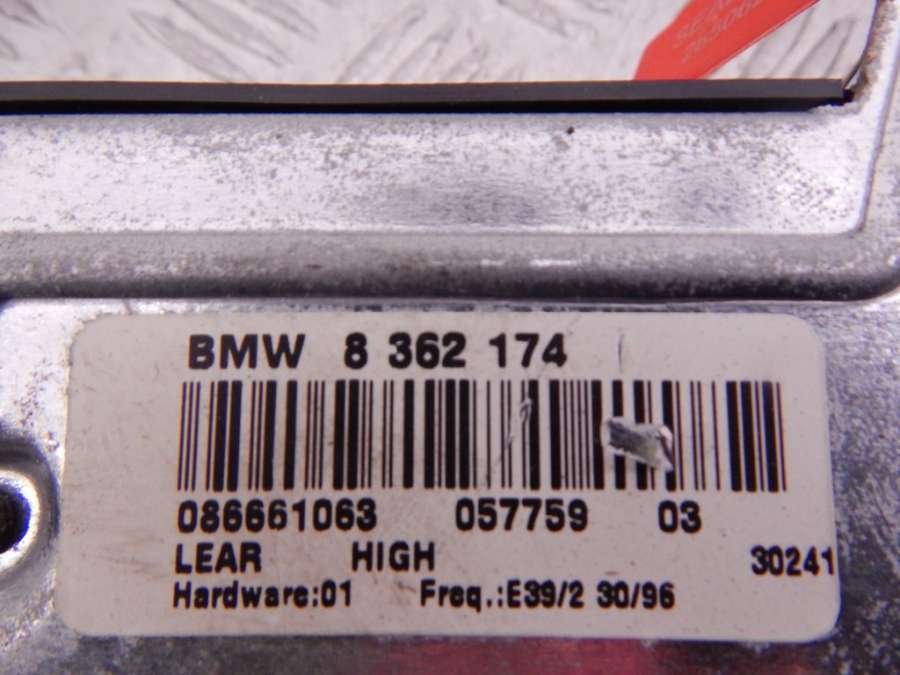 BMW 8 362 174
086661063 057759 03
LEAR HIGH 30241
Hardware:01 Freq.:E39/2 30/96